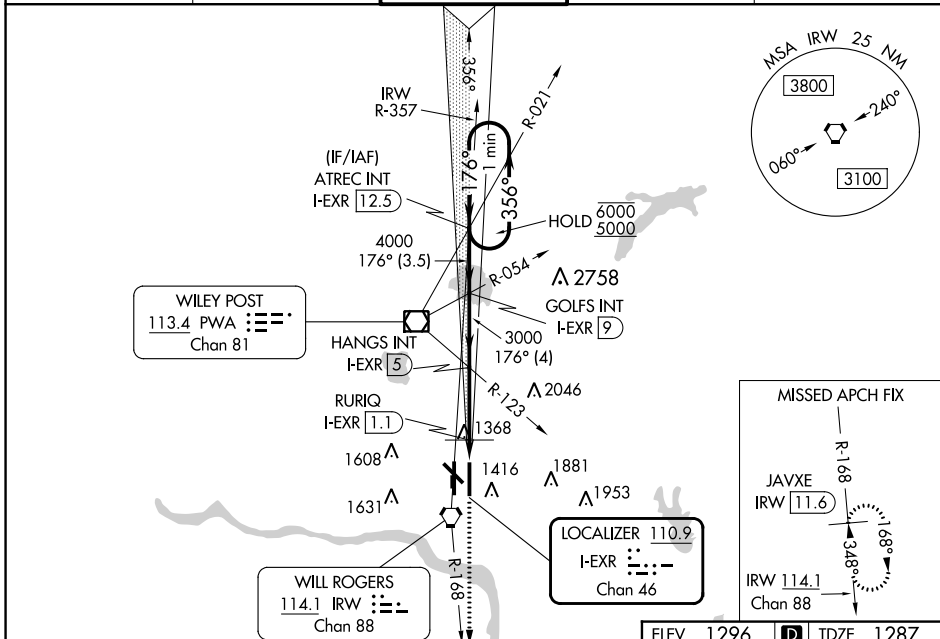 MSA IRW 25 NM
3800
240°
060°
3100
356°
IRW
R-357
R-021
1 min
176°
356°
(IF/IAF)
ATREC INT
I-EXR 12.5
HOLD 6000
5000
4000
176° (3.5)
R-054
2758
GOLFS INT
I-EXR 9
WILEY POST
113.4 PWA
Chan 81
3000
176° (4)
HANGS INT
I-EXR 5
R-123
2046
RURIQ
I-EXR 1.1
1368
1608
1416
1881
1631
1953
LOCALIZER 110.9
I-EXR
Chan 46
WILL ROGERS
114.1 IRW
Chan 88
R-168
MISSED APCH FIX
R-168
JAVXE
IRW 11.6
168°
348°
IRW 114.1
Chan 88
ELEV 1296 D TDZE 1287